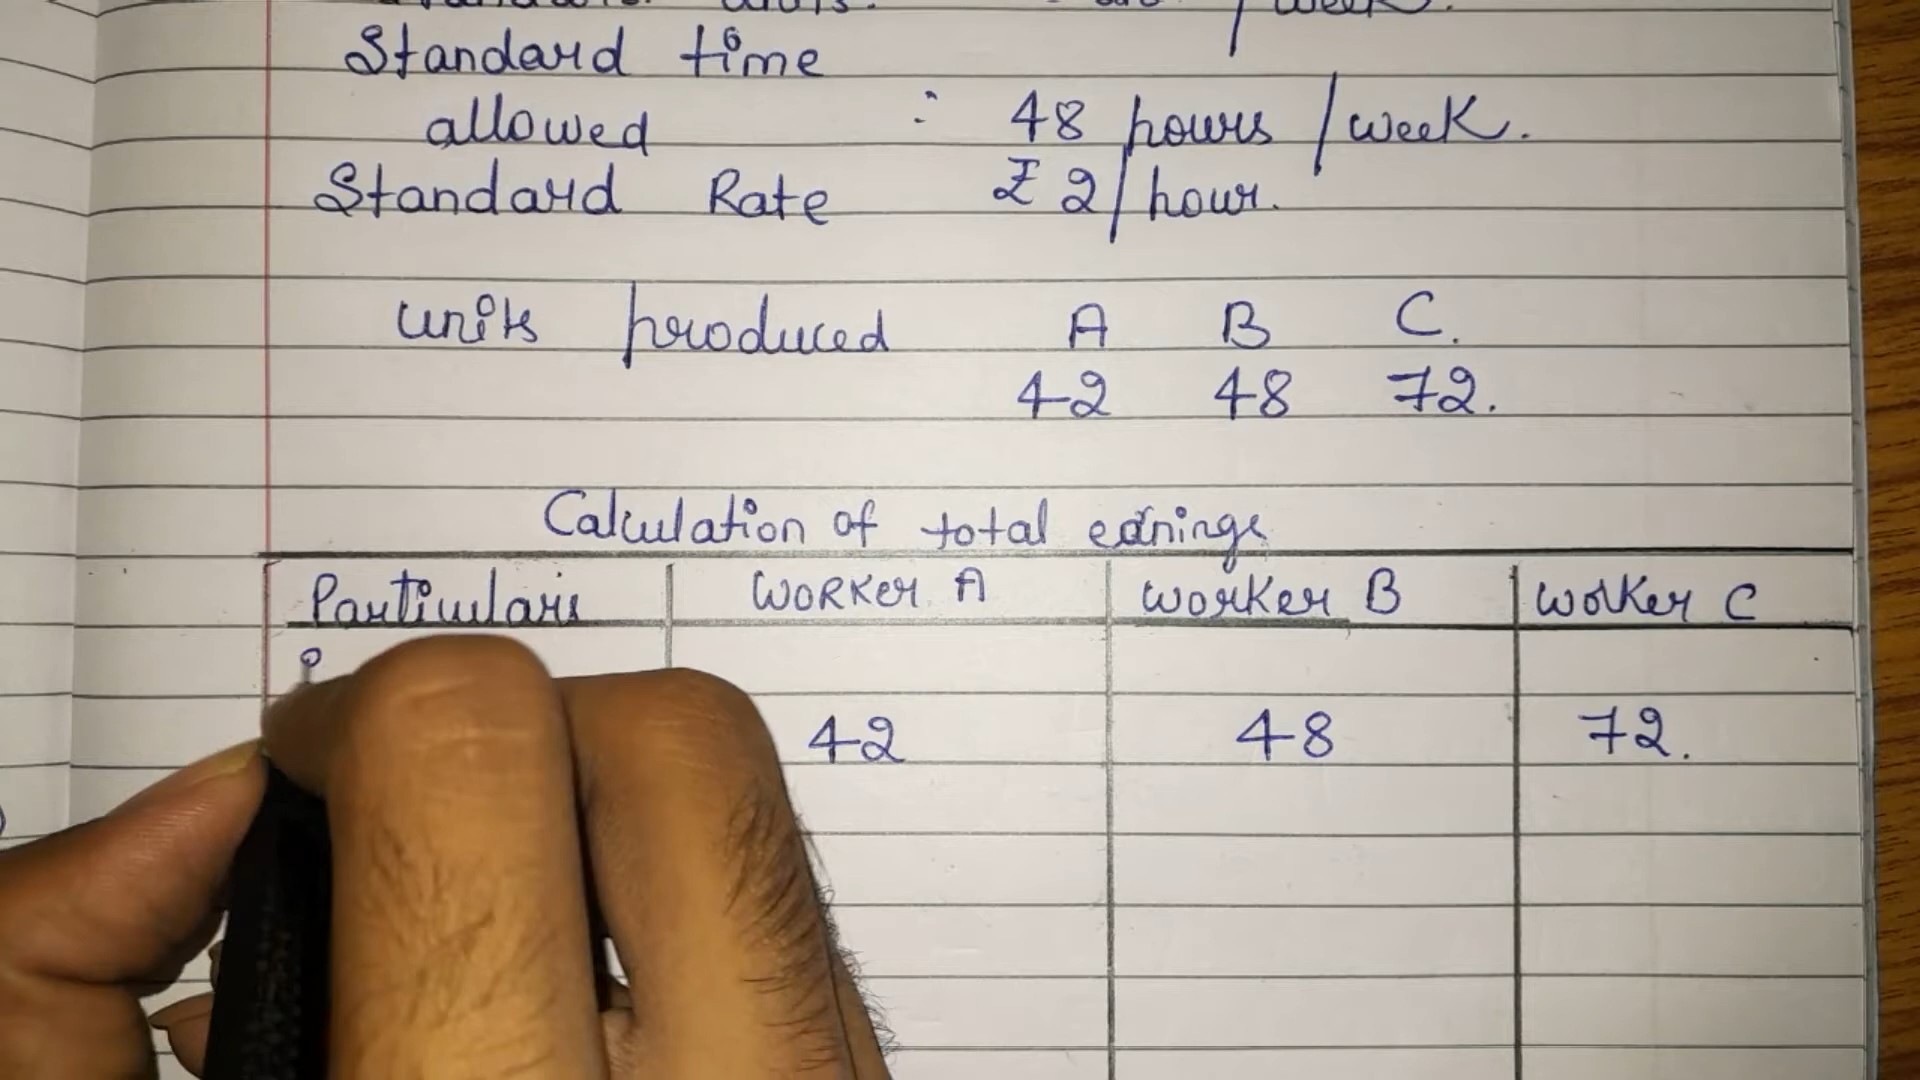 Standard time
allowed : 48 hours / week.
Standard Rate ₹ 2/hour.
units produced A B C.
42 48 72.
Calculation of total earnings
Particulars WORKER A Worker B Worker C
42 48 72.